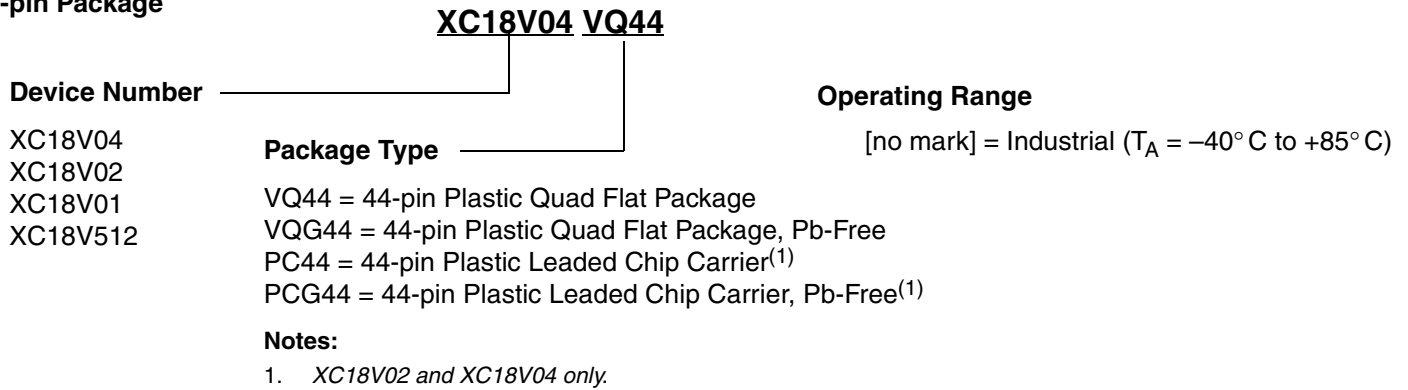 -pin Package
XC18V04 VQ44
Device Number
XC18V04
XC18V02
XC18V01
XC18V512
Package Type
VQ44 = 44-pin Plastic Quad Flat Package
VQG44 = 44-pin Plastic Quad Flat Package, Pb-Free
PC44 = 44-pin Plastic Leaded Chip Carrier(1)
PCG44 = 44-pin Plastic Leaded Chip Carrier, Pb-Free(1)
Notes:
1. XC18V02 and XC18V04 only.
Operating Range
[no mark] = Industrial (TA = –40° C to +85° C)